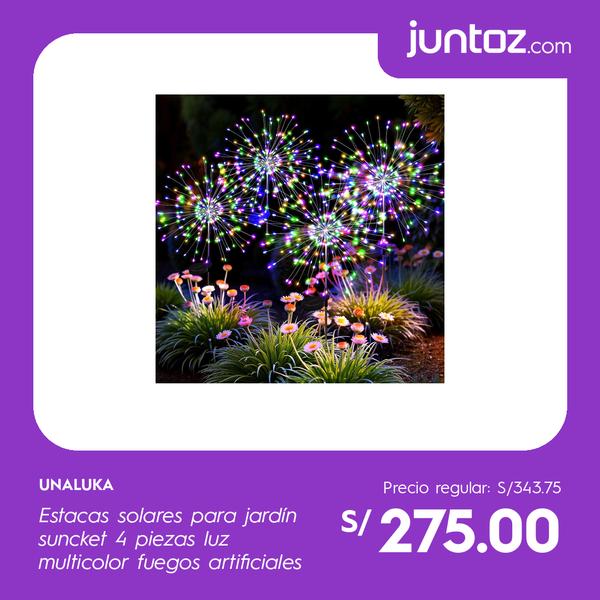 juntoz.com
UNALUKA
Estacas solares para jardín
suncket 4 piezas luz
multicolor fuegos artificiales
Precio regular: S/343.75
S/ 275.00